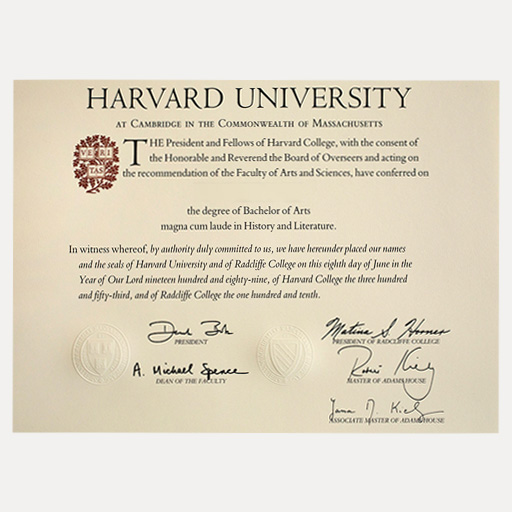 HARVARD UNIVERSITY
AT CAMBRIDGE IN THE COMMONWEALTH OF MASSACHUSETTS
VE RI
TAS
THE President and Fellows of Harvard College, with the consent of
the Honorable and Reverend the Board of Overseers and acting on
the recommendation of the Faculty of Arts and Sciences, have conferred on
the degree of Bachelor of Arts
magna cum laude in History and Literature.
In witness whereof, by authority duly committed to us, we have hereunder placed our names
and the seals of Harvard University and of Radcliffe College on this eighth day of June in the
Year of Our Lord nineteen hundred and eighty-nine, of Harvard College the three hundred
and fifty-third, and of Radcliffe College the one hundred and tenth.
Derek Bok
PRESIDENT
Matina S. Horner
PRESIDENT OF RADCLIFFE COLLEGE
A. Michael Spence
DEAN OF THE FACULTY
Robert Kiely
MASTER OF ADAMS HOUSE
Jana M. Kiely
ASSOCIATE MASTER OF ADAMS HOUSE